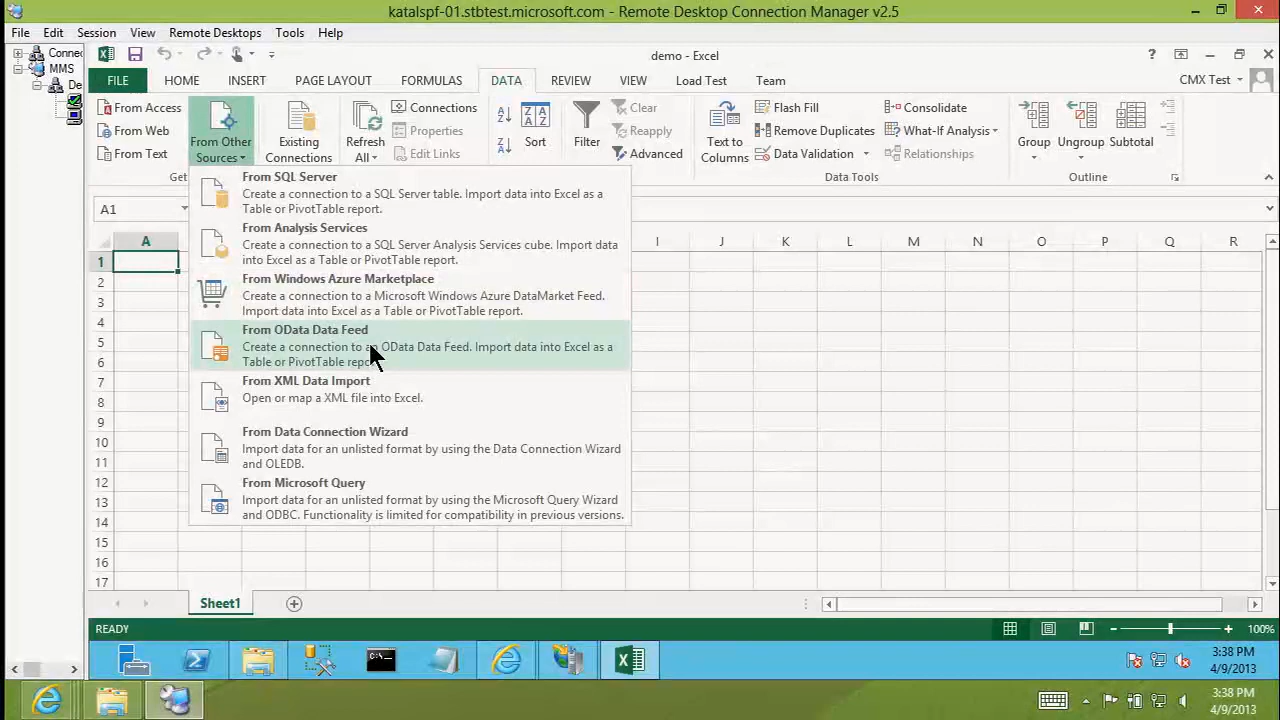 katalspf-01.stbtest.microsoft.com - Remote Desktop Connection Manager v2.5
File Edit Session View Remote Desktops Tools Help
Connec
MMS
De
demo - Excel
?
FILE HOME INSERT PAGE LAYOUT FORMULAS DATA REVIEW VIEW Load Test Team
CMX Test
From Access
From Web
From Text
From Other
Sources
Existing
Connections
Refresh
All
Connections
Properties
Edit Links
Sort
Filter
Clear
Reapply
Advanced
Text to
Columns
Flash Fill
Remove Duplicates
Data Validation
Consolidate
What-If Analysis
Relationships
Group
Ungroup
Subtotal
Get
Data Tools
Outline
A1
From SQL Server
Create a connection to a SQL Server table. Import data into Excel as a
Table or PivotTable report.
From Analysis Services
Create a connection to a SQL Server Analysis Services cube. Import data
into Excel as a Table or PivotTable report.
From Windows Azure Marketplace
Create a connection to a Microsoft Windows Azure DataMarket Feed.
Import data into Excel as a Table or PivotTable report.
From OData Data Feed
Create a connection to an OData Data Feed. Import data into Excel as a
Table or PivotTable repo
From XML Data Import
Open or map a XML file into Excel.
From Data Connection Wizard
Import data for an unlisted format by using the Data Connection Wizard
and OLEDB.
From Microsoft Query
Import data for an unlisted format by using the Microsoft Query Wizard
and ODBC. Functionality is limited for compatibility in previous versions.
A I J K L M N O P Q R
1
2
3
4
5
6
7
8
9
10
11
12
13
14
15
16
17
Sheet1
READY
100%
3:38 PM
4/9/2013
3:38 PM
4/9/2013